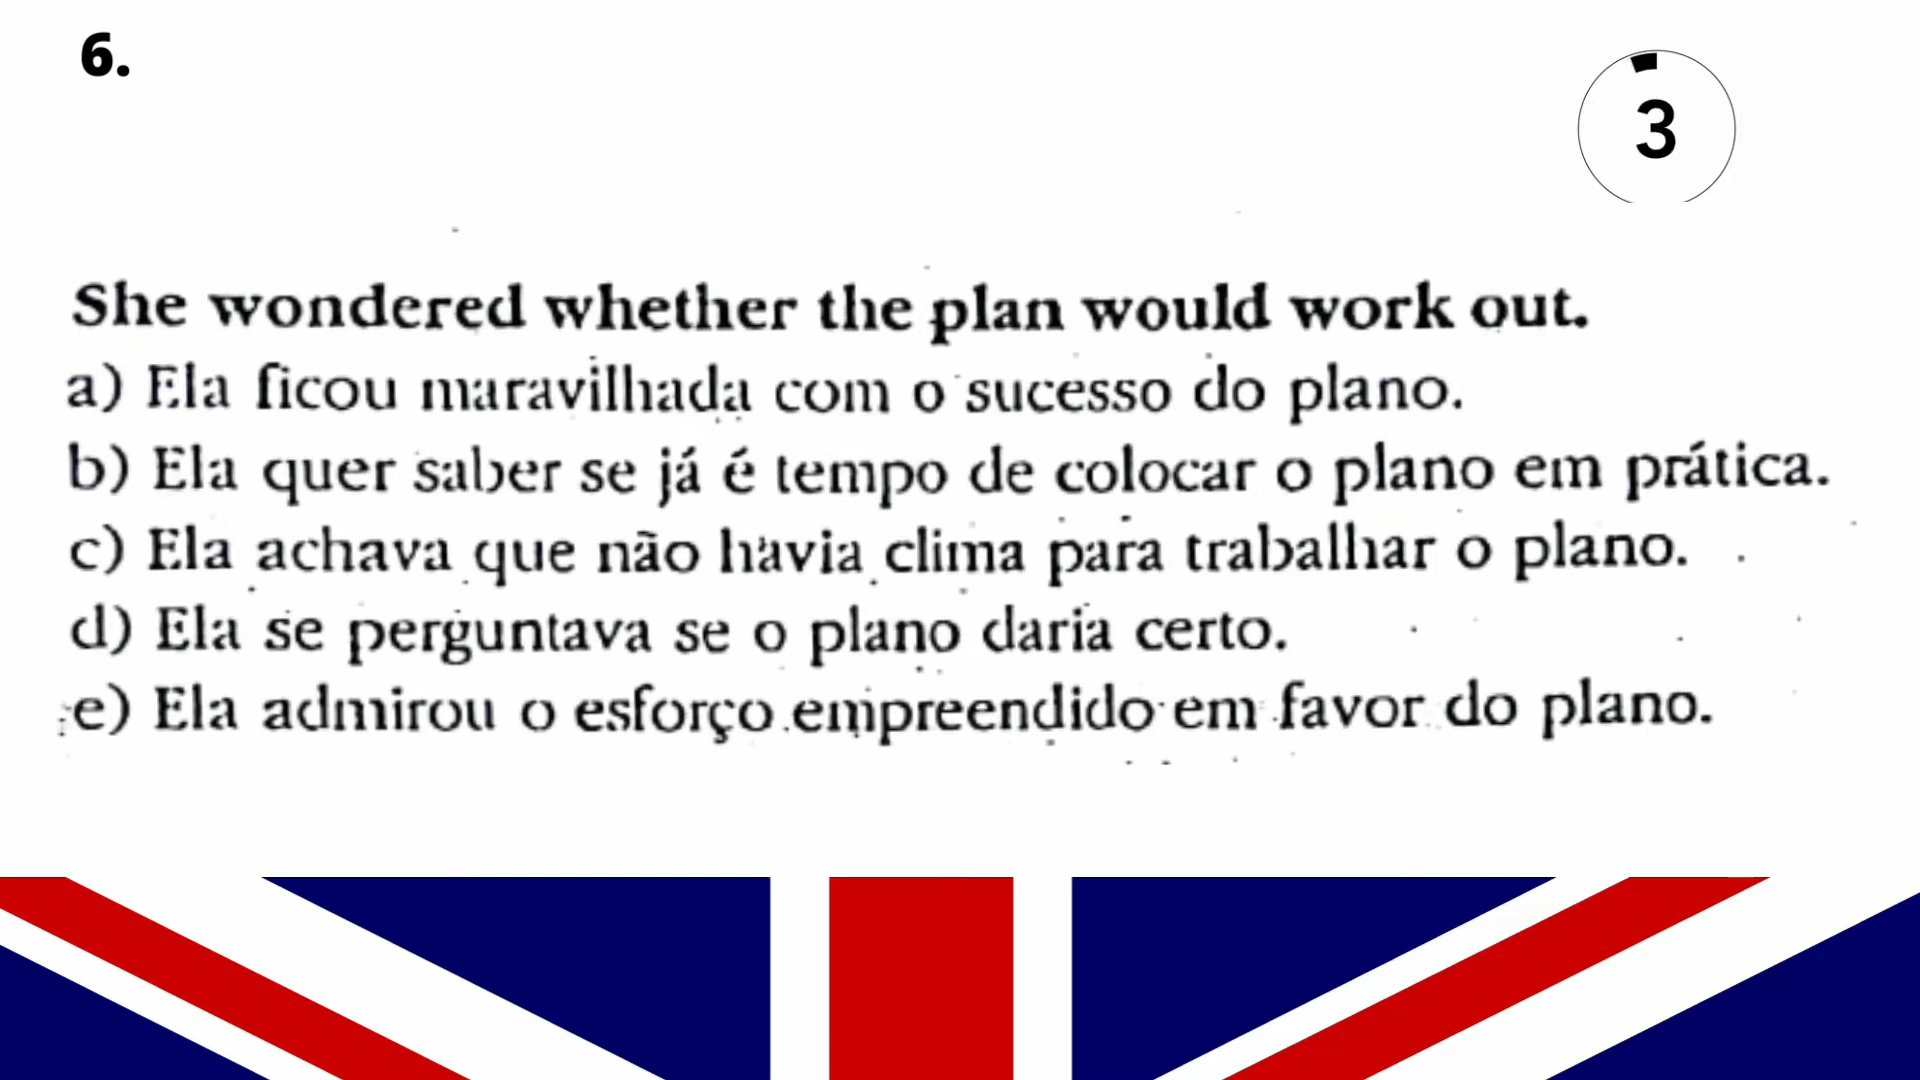 6.
3
She wondered whether the plan would work out.
a) Ela ficou maravilhada com o sucesso do plano.
b) Ela quer saber se já é tempo de colocar o plano em prática.
c) Ela achava que não havia clima para trabalhar o plano.
d) Ela se perguntava se o plano daria certo.
e) Ela admirou o esforço empreendido em favor do plano.